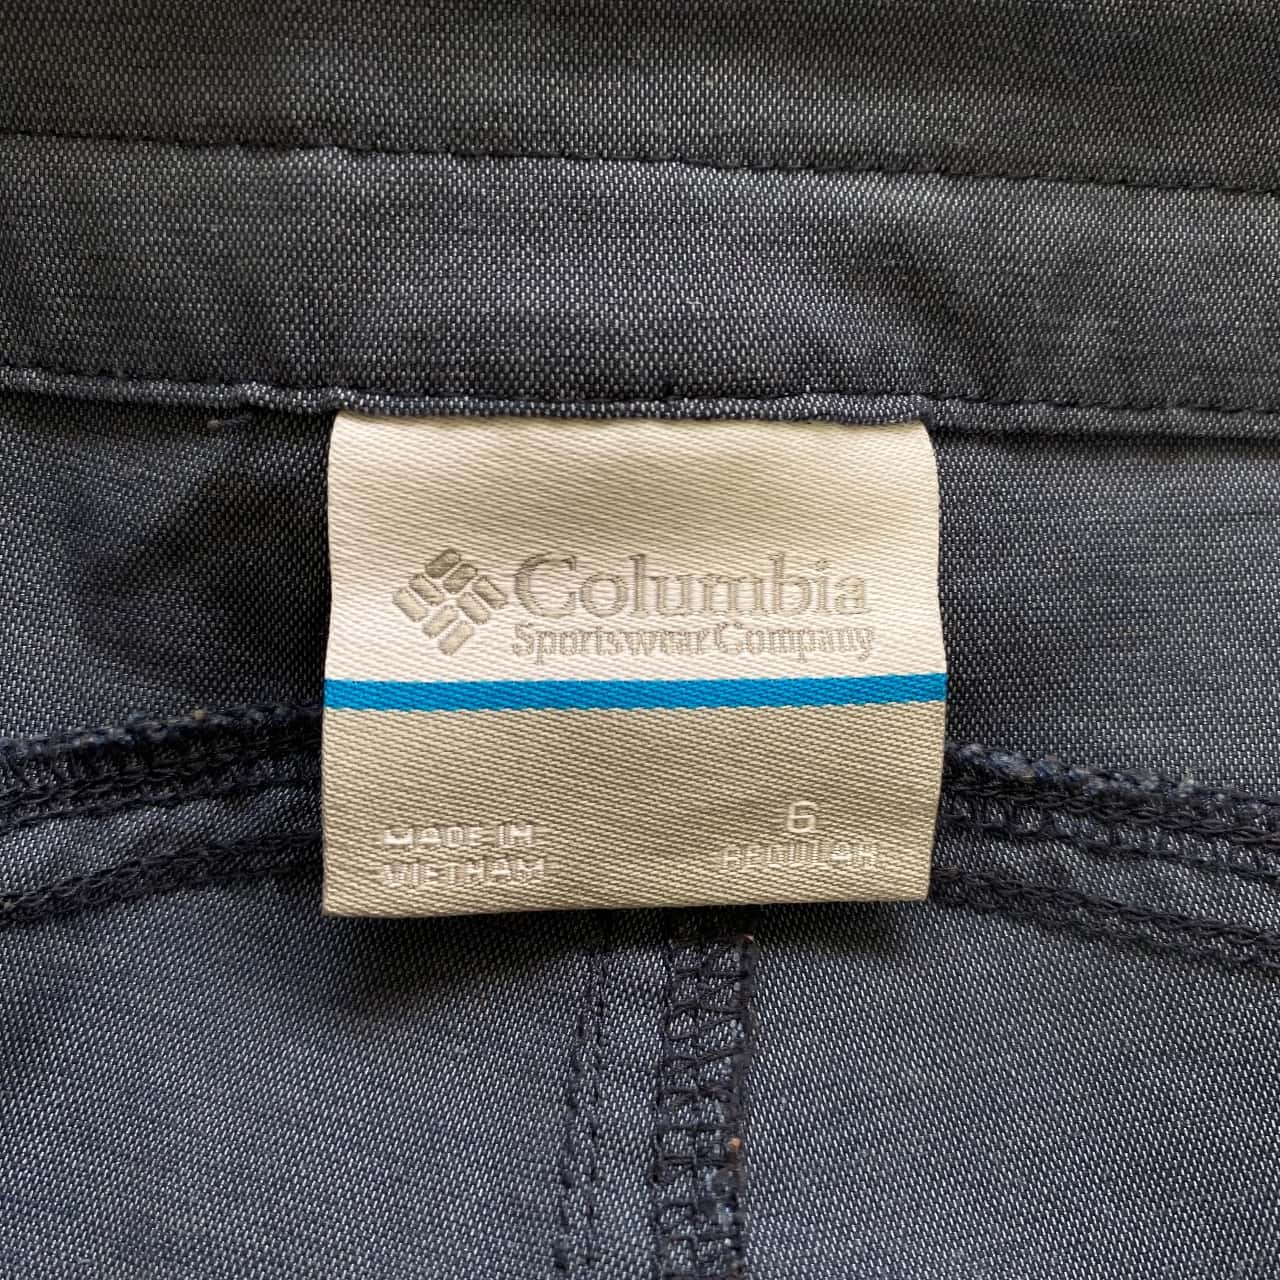 Columbia
Sportswear Company
MADE IN
VIETNAM
6
REGULAR